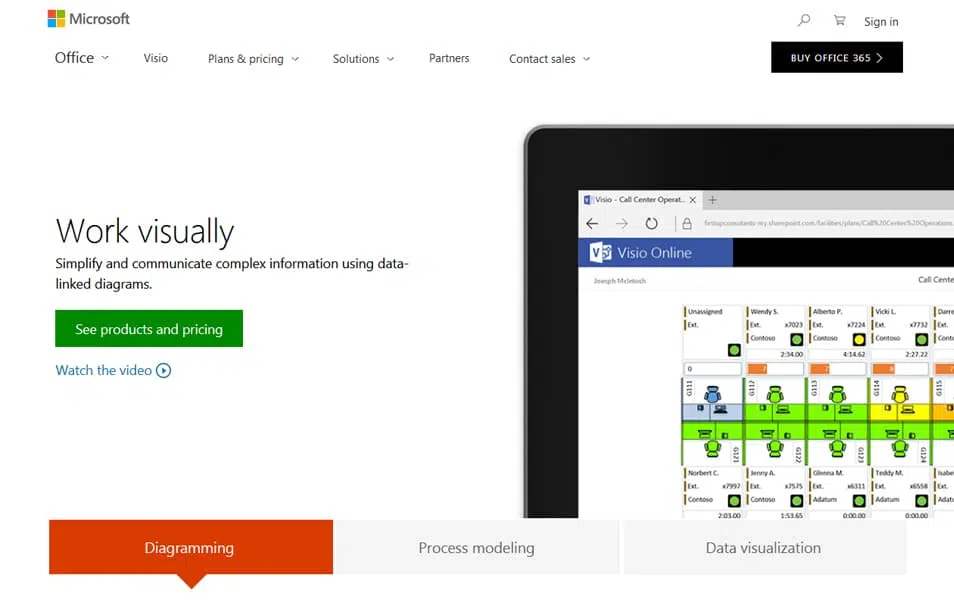 Microsoft
Sign in
Office
Visio
Plans & pricing
Solutions
Partners
Contact sales
BUY OFFICE 365
Work visually
Simplify and communicate complex information using data-
linked diagrams.
See products and pricing
Watch the video
Visio - Call Center Operat..
firstupconsultants-my.sharepoint.com/facilities/plans/Call%20Center%20Operations.
Visio Online
Joseph McIntosh
Call Cente
Unassigned Wendy S. Alberto P. Vicki L. Darre
Ext. Ext. x7023 Ext. x7224 Ext. x7732 Ext.
Contoso Contoso Contoso Conto
2:34.00 4:14.62 2:27.22
0 7 7 8 7
G111 G112 G113 G114 G115
G121 G122 G123 G124
Norbert C. Jenny A. Glenna M. Teddy M. Isabe
Ext. x7997 Ext. x7575 Ext. x6311 Ext. x6558 Ext.
Contoso Contoso Adatum Adatum Adatu
2:03.00 1:53.65 0:00.00 0:00.00
Diagramming
Process modeling
Data visualization